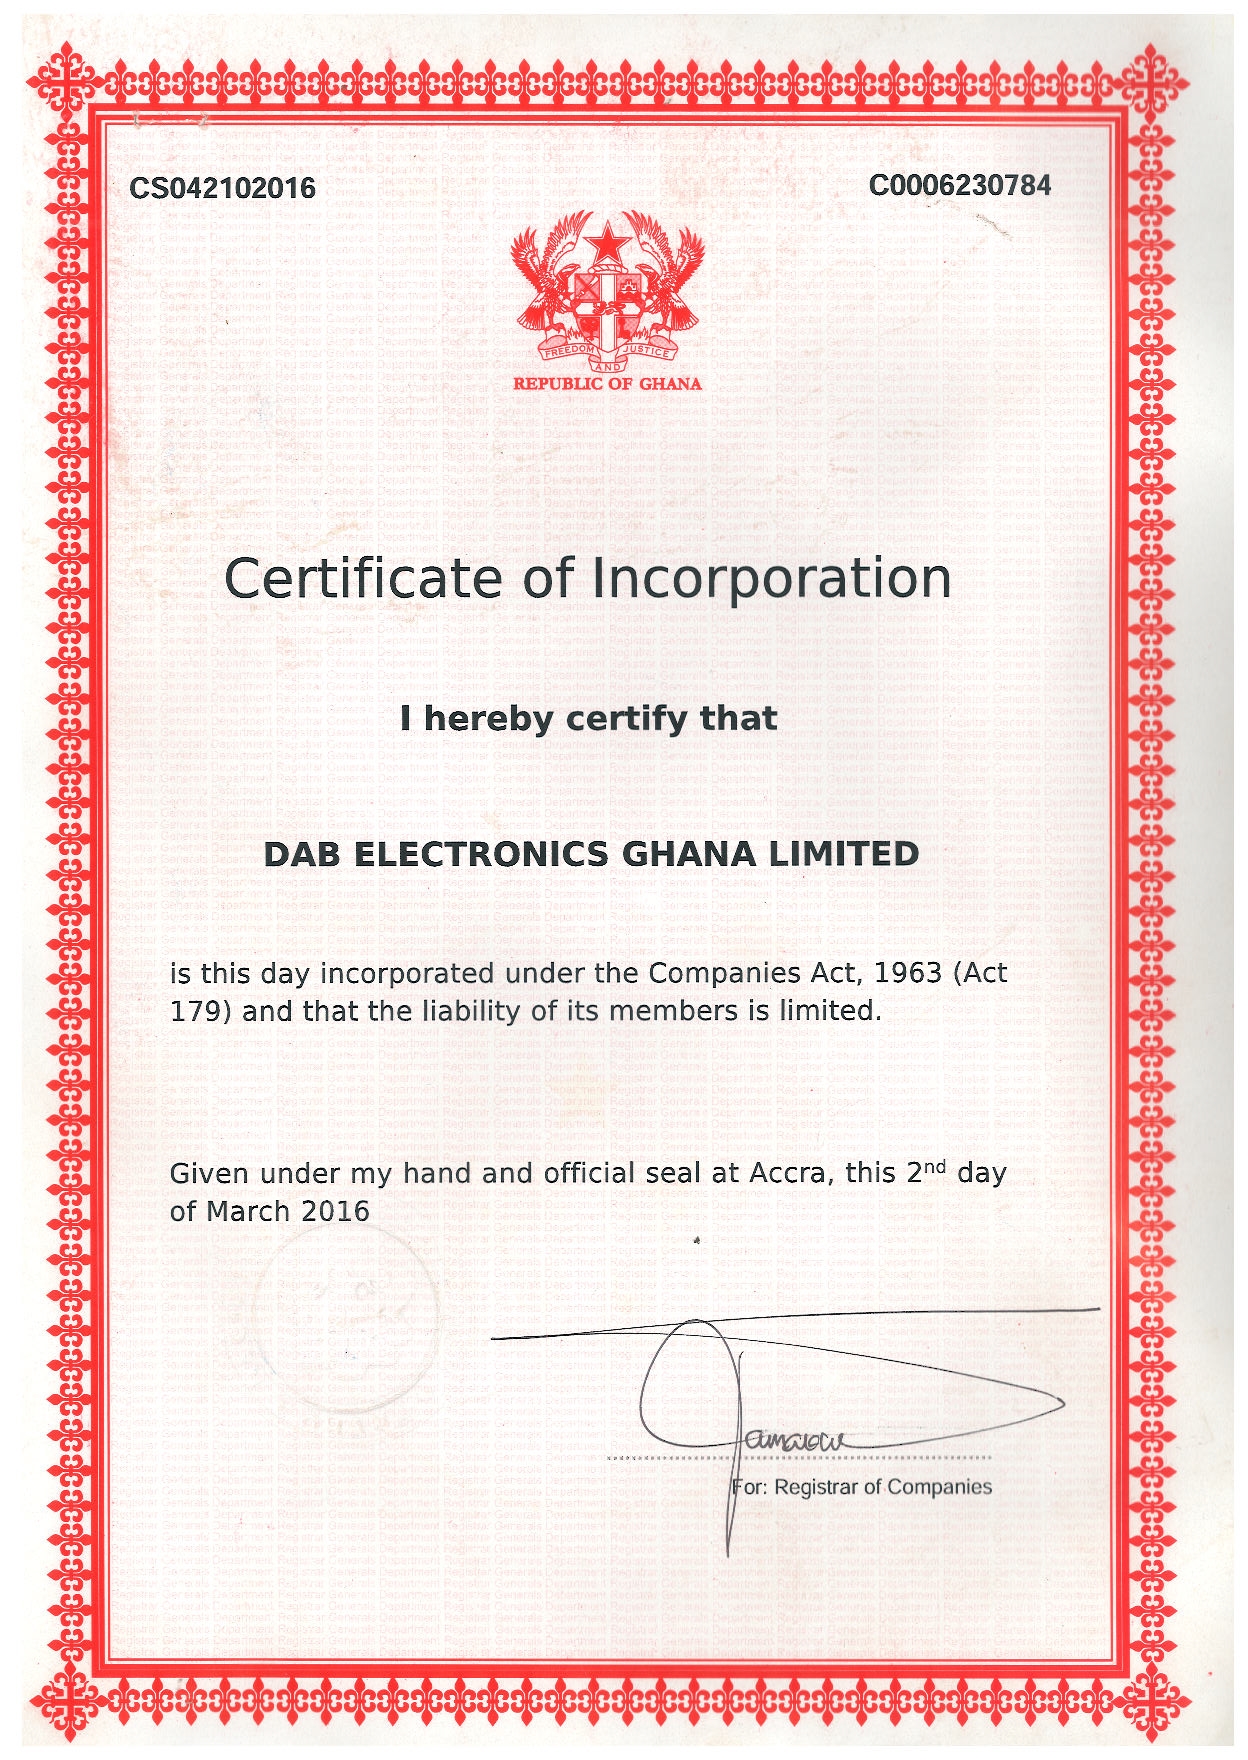 CS042102016
C0006230784
FREEDOM JUSTICE
AND
REPUBLIC OF GHANA
Certificate of Incorporation
I hereby certify that
DAB ELECTRONICS GHANA LIMITED
is this day incorporated under the Companies Act, 1963 (Act
179) and that the liability of its members is limited.
Given under my hand and official seal at Accra, this 2nd day
of March 2016
For: Registrar of Companies